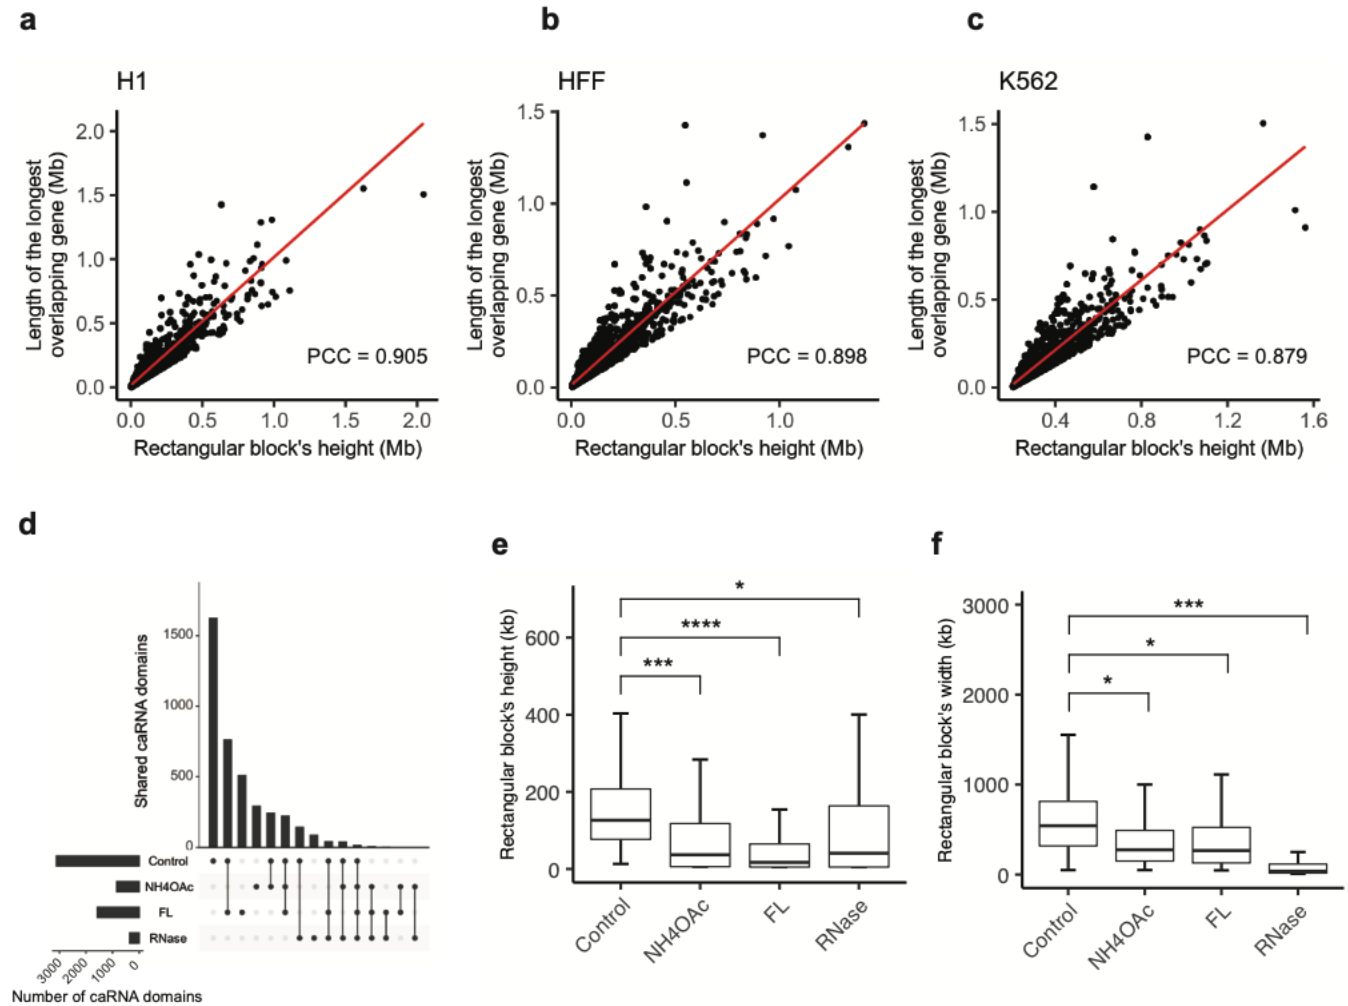 a
b
c
H1
HFF
K562
Length of the longest
overlapping gene (Mb)
2.0
1.5
1.0
0.5
0.0
PCC = 0.905
0.0 0.5 1.0 1.5 2.0
Rectangular block's height (Mb)
Length of the longest
overlapping gene (Mb)
1.5
1.0
0.5
0.0
PCC = 0.898
0.0 0.5 1.0
Rectangular block's height (Mb)
Length of the longest
overlapping gene (Mb)
1.5
1.0
0.5
0.0
PCC = 0.879
0.4 0.8 1.2 1.6
Rectangular block's height (Mb)
d
Shared caRNA domains
1500
1000
500
0
Control
NH4OAc
FL
RNase
3000 2000 1000 0
Number of caRNA domains
e
Rectangular block's height (kb)
600
400
200
0
*
****
***
Control NH4OAc FL RNase
f
Rectangular block's width (kb)
3000
2000
1000
0
***
*
*
Control NH4OAc FL RNase